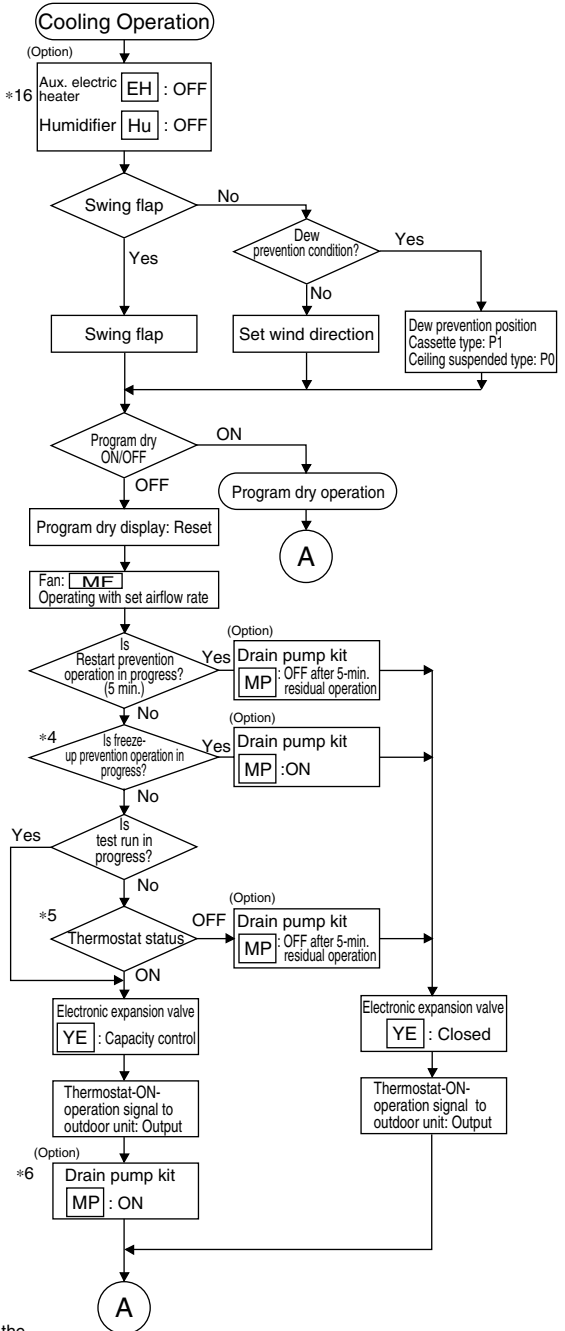 Cooling Operation
(Option)
*16
Aux. electric
heater EH : OFF
Humidifier Hu : OFF
Swing flap
No
Yes
Dew
prevention condition?
Yes
No
Swing flap
Set wind direction
Dew prevention position
Cassette type: P1
Ceiling suspended type: P0
Program dry
ON/OFF
ON
OFF
Program dry operation
A
Program dry display: Reset
Fan: MF
Operating with set airflow rate
Is
Restart prevention
operation in progress?
(5 min.)
Yes
No
(Option)
Drain pump kit
MP : OFF after 5-min.
residual operation
*4
Is freeze-
up prevention operation in
progress?
Yes
No
(Option)
Drain pump kit
MP :ON
Is
test run in
progress?
Yes
No
*5
Thermostat status
OFF
ON
(Option)
Drain pump kit
MP : OFF after 5-min.
residual operation
Electronic expansion valve
YE : Capacity control
Electronic expansion valve
YE : Closed
Thermostat-ON-
operation signal to
outdoor unit: Output
Thermostat-ON-
operation signal to
outdoor unit: Output
(Option)
*6
Drain pump kit
MP : ON
A
the